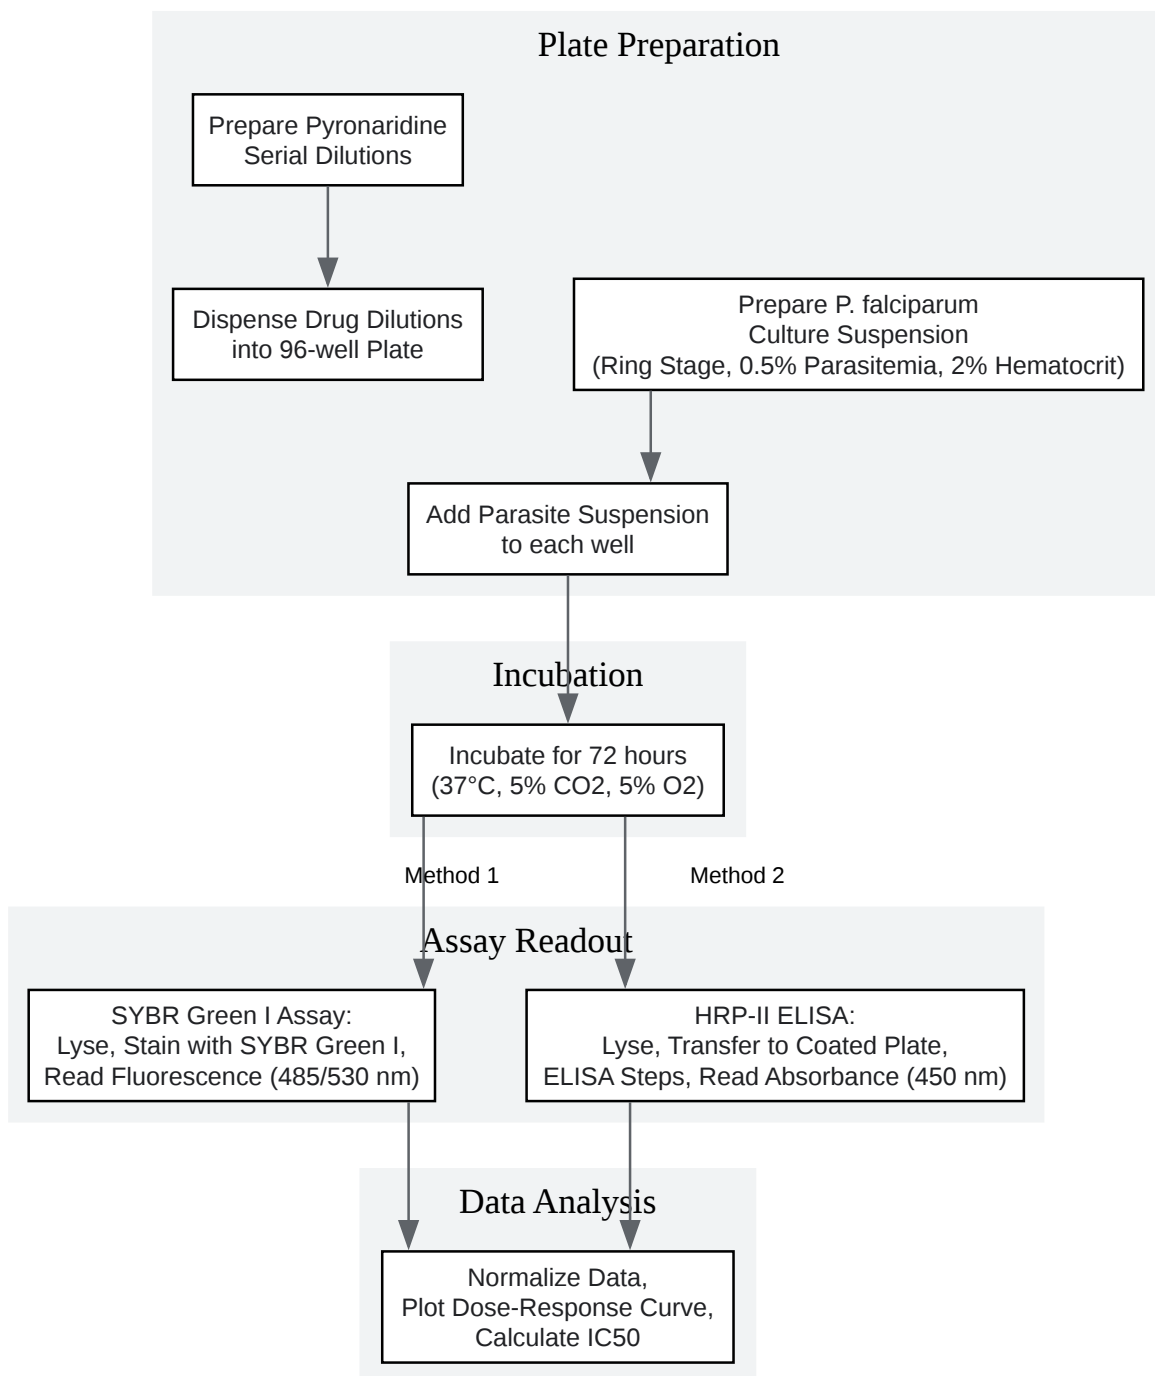 Plate Preparation
Prepare Pyronaridine
Serial Dilutions
Dispense Drug Dilutions
into 96-well Plate
Prepare P. falciparum
Culture Suspension
(Ring Stage, 0.5% Parasitemia, 2% Hematocrit)
Add Parasite Suspension
to each well
Incubation
Incubate for 72 hours
(37°C, 5% CO2, 5% O2)
Method 1
Method 2
Assay Readout
SYBR Green I Assay:
Lyse, Stain with SYBR Green I,
Read Fluorescence (485/530 nm)
HRP-II ELISA:
Lyse, Transfer to Coated Plate,
ELISA Steps, Read Absorbance (450 nm)
Data Analysis
Normalize Data,
Plot Dose-Response Curve,
Calculate IC50